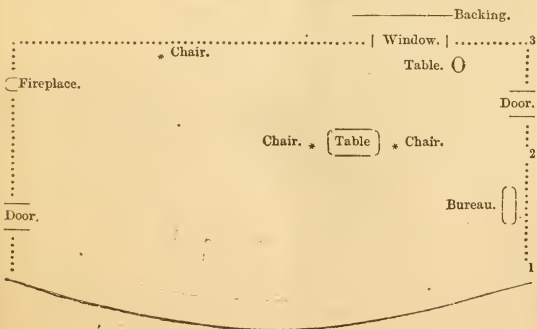 Backing.
Window. 3
Chair.
Table.
Fireplace.
Door.
Chair. Table Chair.
2
Bureau.
Door.
1